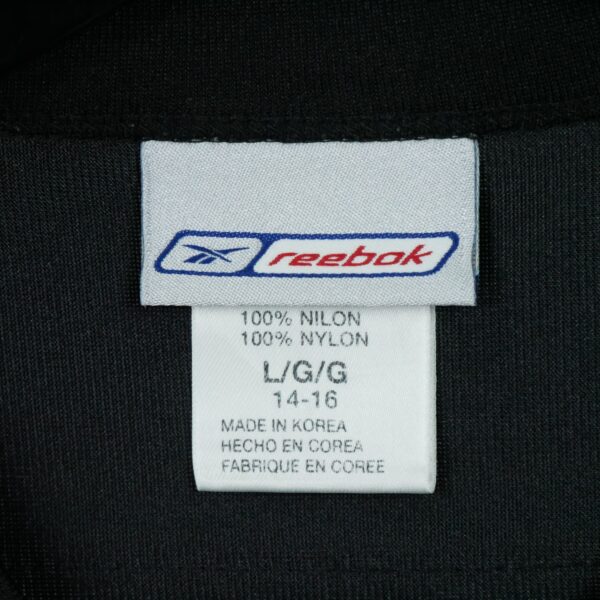 reebok
100% NILON
100% NYLON
L/G/G
14-16
MADE IN KOREA
HECHO EN COREA
FABRIQUE EN COREE